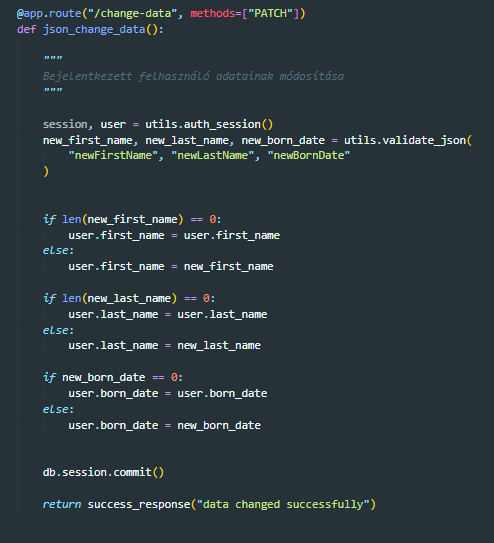 @app.route("/change-data", methods=["PATCH"])
def json_change_data():
"""
Bejelentkezett felhasználó adatainak módosítása
"""
session, user = utils.auth_session()
new_first_name, new_last_name, new_born_date = utils.validate_json(
"newFirstName", "newLastName", "newBornDate"
)
if len(new_first_name) == 0:
user.first_name = user.first_name
else:
user.first_name = new_first_name
if len(new_last_name) == 0:
user.last_name = user.last_name
else:
user.last_name = new_last_name
if new_born_date == 0:
user.born_date = user.born_date
else:
user.born_date = new_born_date
db.session.commit()
return success_response("data changed successfully")